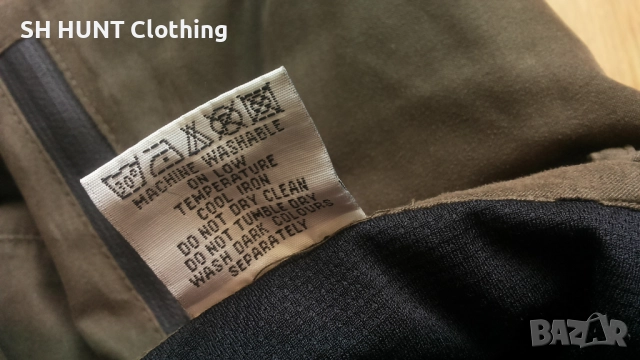 SH HUNT Clothing
MACHINE WASHABLE
ON LOW
TEMPERATURE
COOL IRON
DO NOT DRY CLEAN
DO NOT TUMBLE DRY
WASH DARK COLOURS
SEPARATELY
BAZAR